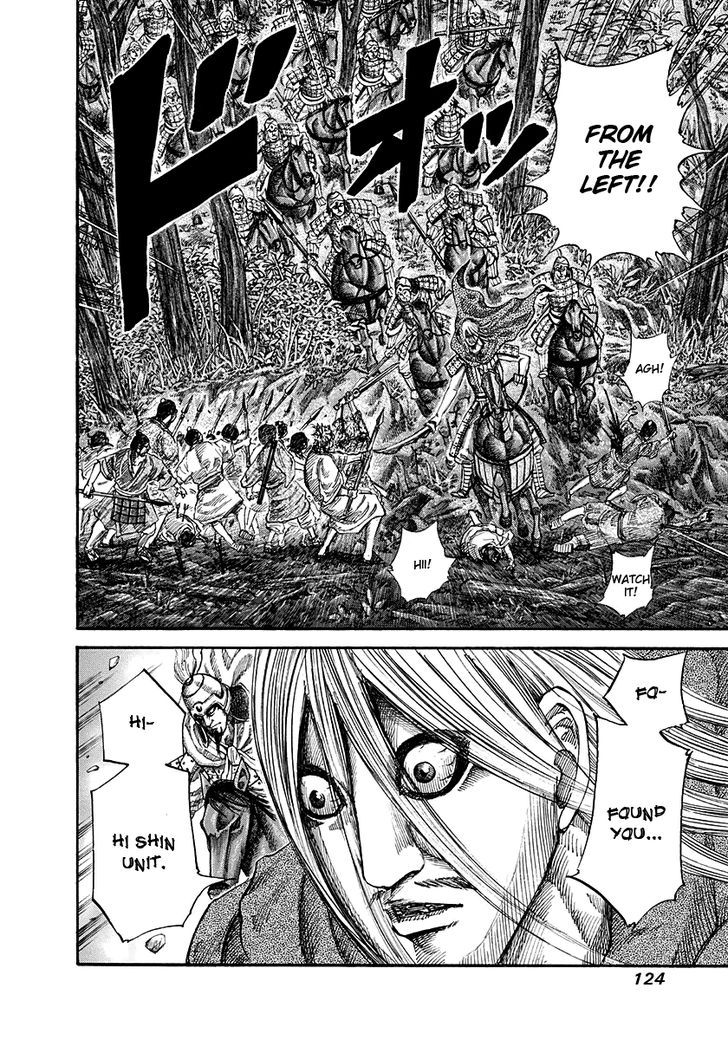 FROM
THE
LEFT!!
ドオッ
AGH!
HII!
WATCH
IT!
FO-
FOUND
YOU...
HI-
HI SHIN
UNIT.
124